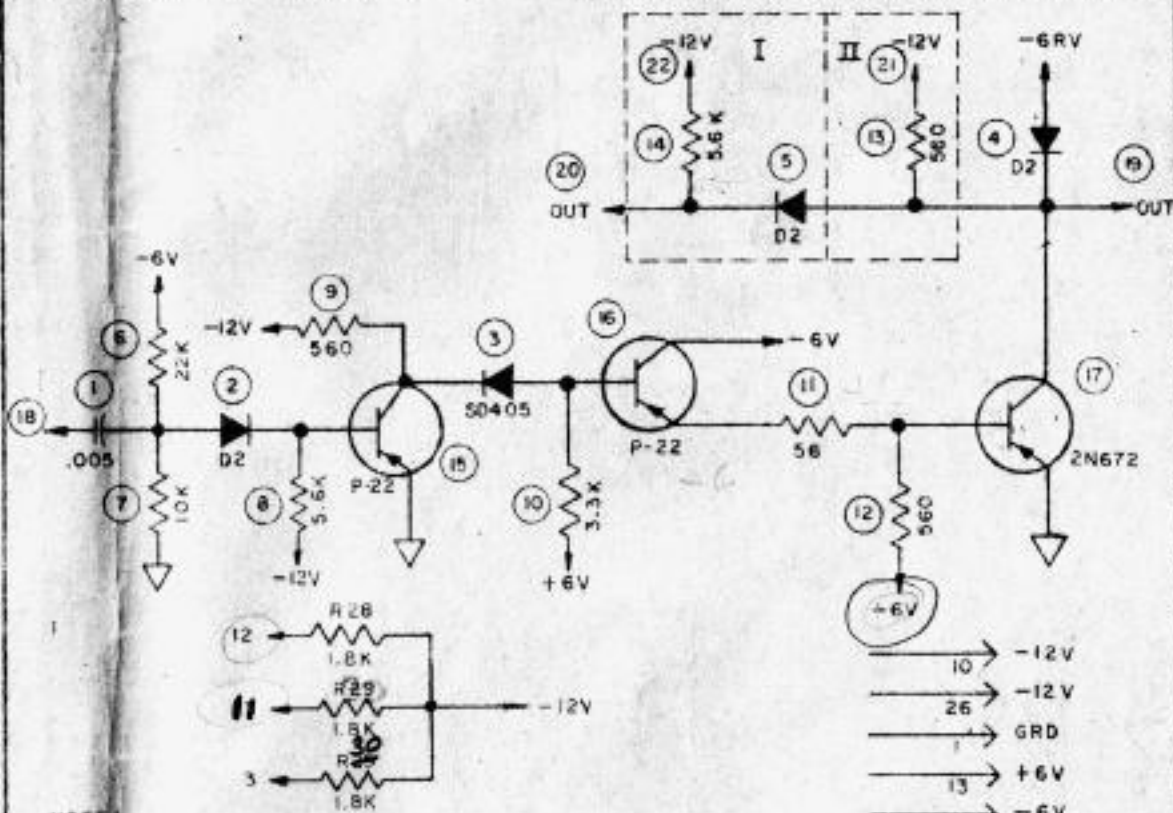 -12V I II -12V -6RV
22 21
14 5.6K 5 13 560 4 D2
20 19
OUT D2 OUT
-6V
9 16
-12V 560 3 -6V
6 22K 11 17
18 1 2 SD405
.005 D2 P-22 56 2N672
7 10K 8 5.6K P-22 15 10 3.3K 12 560
-12V +6V
+6V
12 R28
1.8K
11 R29 -12V
1.8K
3 30
1.8K
10 -12V
26 -12V
1 GRD
13 +6V
-6V